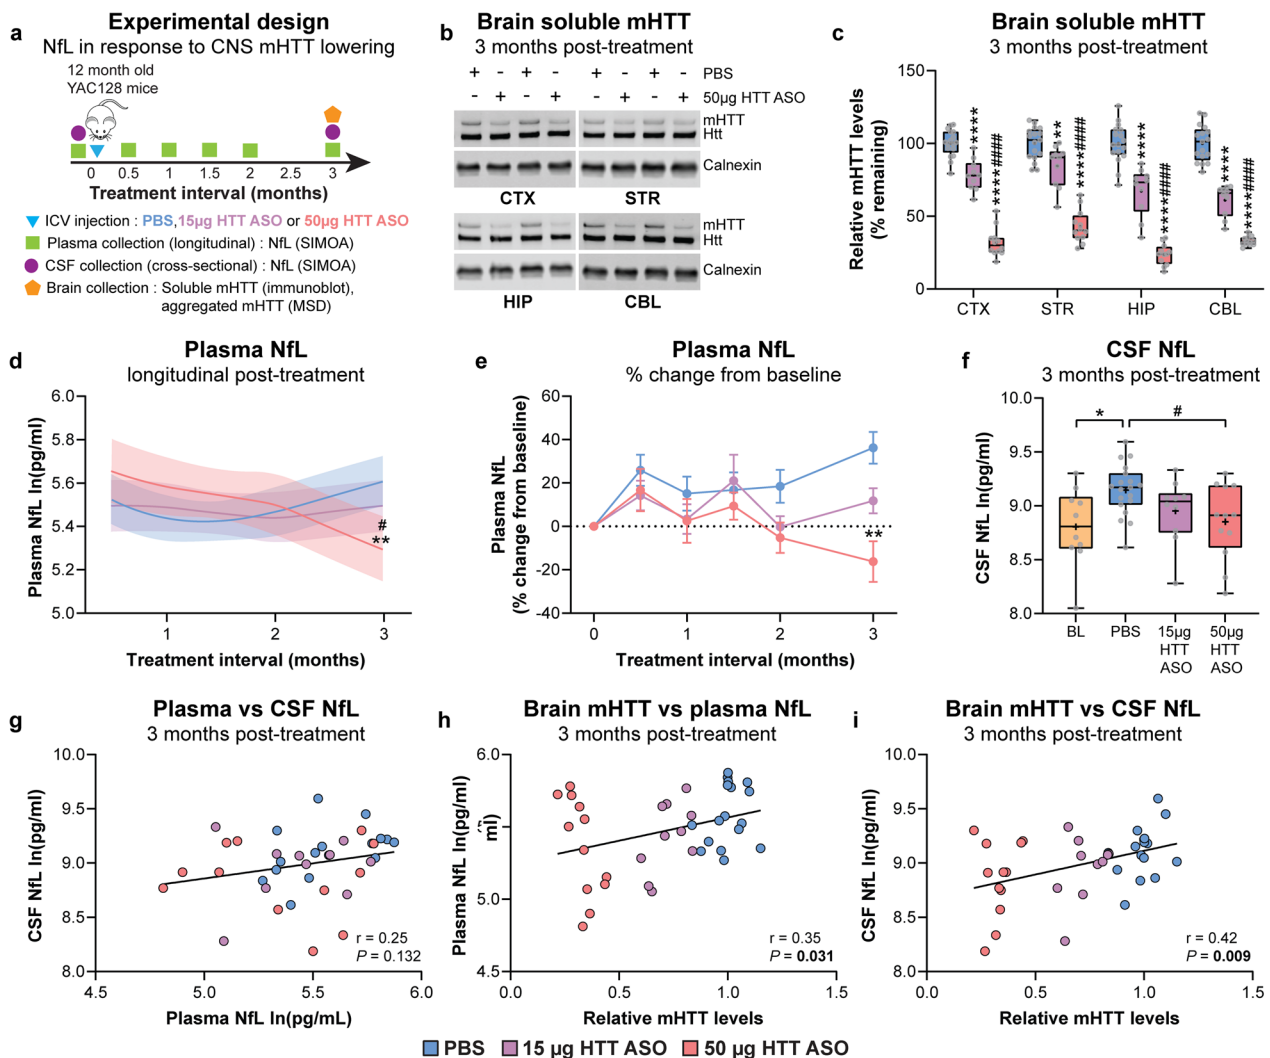 a
Experimental design
NfL in response to CNS mHTT lowering
12 month old
YAC128 mice
0 0.5 1 1.5 2 2.5 3
Treatment interval (months)
ICV injection : PBS,15µg HTT ASO or 50µg HTT ASO
Plasma collection (longitudinal) : NfL (SIMOA)
CSF collection (cross-sectional) : NfL (SIMOA)
Brain collection : Soluble mHTT (immunoblot),
aggregated mHTT (MSD)
b
Brain soluble mHTT
3 months post-treatment
+ - + - + - + - PBS
- + - + - + - + 50µg HTT ASO
mHTT
Htt
Calnexin
CTX STR
mHTT
Htt
Calnexin
HIP CBL
c
Brain soluble mHTT
3 months post-treatment
Relative mHTT levels
(% remaining)
150
100
50
0
**** ****#### *** ****#### **** ****#### **** ****####
CTX STR HIP CBL
d
Plasma NfL
longitudinal post-treatment
Plasma NfL ln(pg/ml)
6.0
5.8
5.6
5.4
5.2
5.0
#
**
1 2 3
Treatment interval (months)
e
Plasma NfL
% change from baseline
Plasma NfL
(% change from baseline)
60
40
20
0
-20
-40
**
0 1 2 3
Treatment interval (months)
f
CSF NfL
3 months post-treatment
CSF NfL ln(pg/ml)
10.0
9.5
9.0
8.5
8.0
* #
BL PBS 15µg HTT ASO 50µg HTT ASO
g
Plasma vs CSF NfL
3 months post-treatment
CSF NfL ln(pg/ml)
10.0
9.5
9.0
8.5
8.0
r = 0.25
P = 0.132
4.5 5.0 5.5 6.0
Plasma NfL ln(pg/mL)
h
Brain mHTT vs plasma NfL
3 months post-treatment
Plasma NfL ln(pg/ml)
6.0
ml)
5.0
4.5
r = 0.35
P = 0.031
0.0 0.5 1.0 1.5
Relative mHTT levels
i
Brain mHTT vs CSF NfL
3 months post-treatment
CSF NfL ln(pg/ml)
10.0
9.5
9.0
8.5
8.0
r = 0.42
P = 0.009
0.0 0.5 1.0 1.5
Relative mHTT levels
PBS 15 µg HTT ASO 50 µg HTT ASO